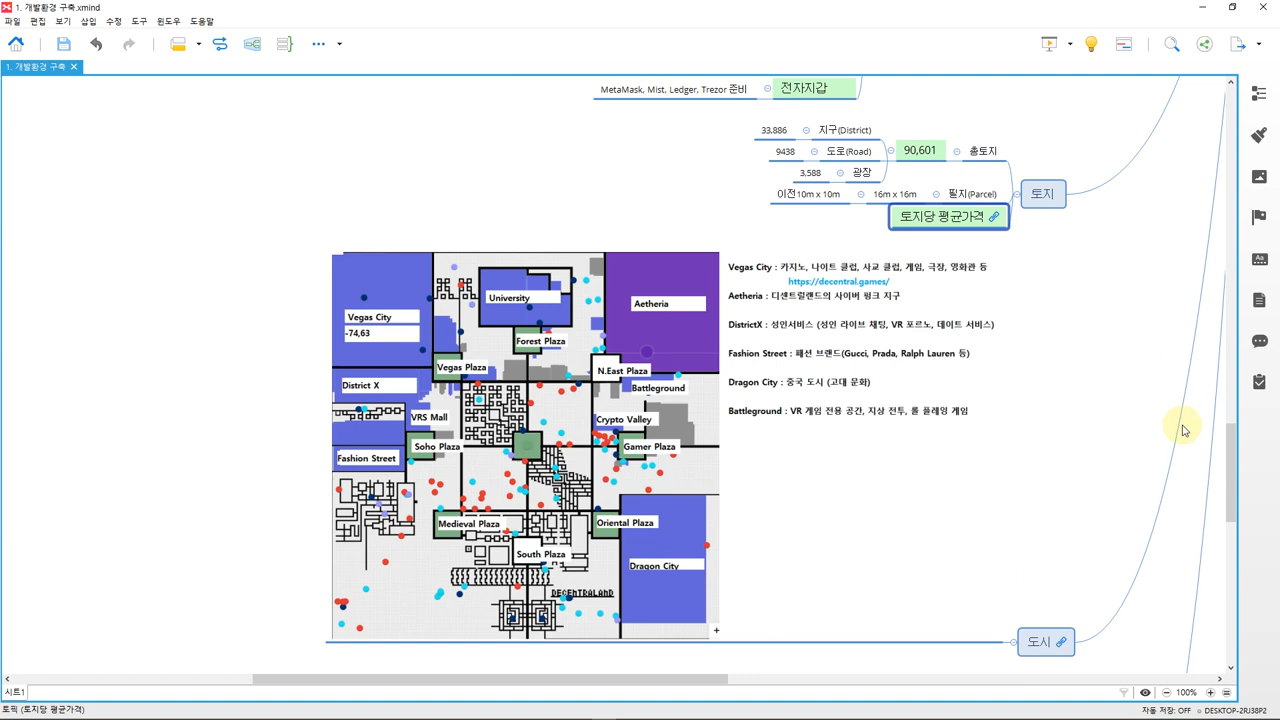 1. 개발환경 구축.xmind
파일 편집 보기 삽입 수정 도구 윈도우 도움말
1. 개발환경 구축
MetaMask, Mist, Ledger, Trezor 준비
전자지갑
33,886
지구(District)
9438
도로(Road)
3,588
광장
90,601
총토지
이전10m x 10m
16m x 16m
필지(Parcel)
토지당 평균가격
토지
Vegas City
-74,63
University
Aetheria
Forest Plaza
Vegas Plaza
N.East Plaza
District X
Battleground
VRS Mall
Crypto Valley
Soho Plaza
Gamer Plaza
Fashion Street
Medieval Plaza
Oriental Plaza
South Plaza
Dragon City
DECENTRALAND
Vegas City : 카지노, 나이트 클럽, 사교 클럽, 게임, 극장, 영화관 등
https://decentral.games/
Aetheria : 디센트럴랜드의 사이버 펑크 지구
DistrictX : 성인서비스 (성인 라이브 채팅, VR 포르노, 데이트 서비스)
Fashion Street : 패션 브랜드(Gucci, Prada, Ralph Lauren 등)
Dragon City : 중국 도시 (고대 문화)
Battleground : VR 게임 전용 공간, 지상 전투, 롤 플레잉 게임
도시
시트1
100%
토픽 (토지당 평균가격)
자동 저장: OFF
DESKTOP-2RJ38P2